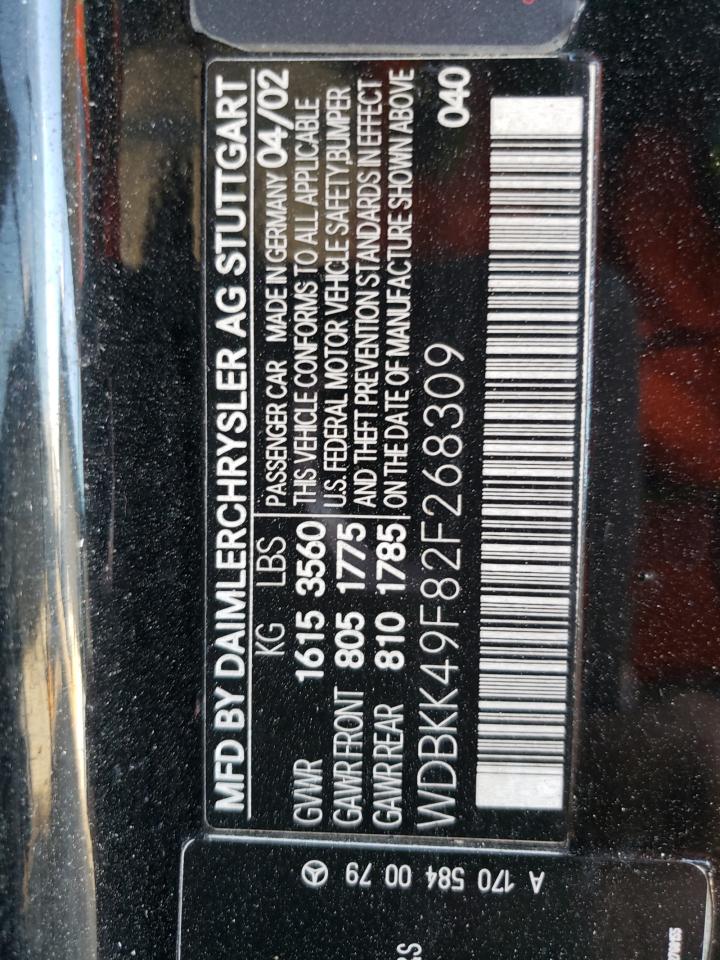 MFD BY DAIMLERCHRYSLER AG STUTTGART
KG LBS
GVWR 1615 3560
GAWR FRONT 805 1775
GAWR REAR 810 1785
PASSENGER CAR MADE IN GERMANY 04/02
THIS VEHICLE CONFORMS TO ALL APPLICABLE
U.S. FEDERAL MOTOR VEHICLE SAFETY,BUMPER
AND THEFT PREVENTION STANDARDS IN EFFECT
ON THE DATE OF MANUFACTURE SHOWN ABOVE
WDBKK49F82F268309 040
A 170 584 00 79